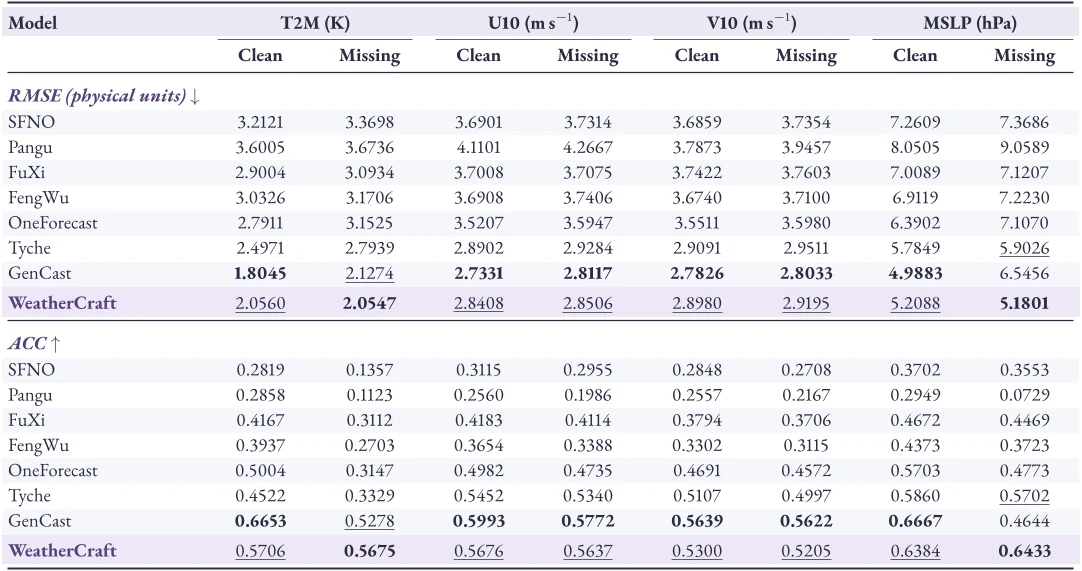 Model T2M (K) U10 (m s−1) V10 (m s−1) MSLP (hPa)
Clean Missing Clean Missing Clean Missing Clean Missing
RMSE (physical units) ↓
SFNO 3.2121 3.3698 3.6901 3.7314 3.6859 3.7354 7.2609 7.3686
Pangu 3.6005 3.6736 4.1101 4.2667 3.7873 3.9457 8.0505 9.0589
FuXi 2.9004 3.0934 3.7008 3.7075 3.7422 3.7603 7.0089 7.1207
FengWu 3.0326 3.1706 3.6908 3.7406 3.6740 3.7100 6.9119 7.2230
OneForecast 2.7911 3.1525 3.5207 3.5947 3.5511 3.5980 6.3902 7.1070
Tyche 2.4971 2.7939 2.8902 2.9284 2.9091 2.9511 5.7849 5.9026
GenCast 1.8045 2.1274 2.7331 2.8117 2.7826 2.8033 4.9883 6.5456
WeatherCraft 2.0560 2.0547 2.8408 2.8506 2.8980 2.9195 5.2088 5.1801
ACC ↑
SFNO 0.2819 0.1357 0.3115 0.2955 0.2848 0.2708 0.3702 0.3553
Pangu 0.2858 0.1123 0.2560 0.1986 0.2557 0.2167 0.2949 0.0729
FuXi 0.4167 0.3112 0.4183 0.4114 0.3794 0.3706 0.4672 0.4469
FengWu 0.3937 0.2703 0.3654 0.3388 0.3302 0.3115 0.4373 0.3723
OneForecast 0.5004 0.3147 0.4982 0.4735 0.4691 0.4572 0.5703 0.4773
Tyche 0.4522 0.3329 0.5452 0.5340 0.5107 0.4997 0.5860 0.5702
GenCast 0.6653 0.5278 0.5993 0.5772 0.5639 0.5622 0.6667 0.4644
WeatherCraft 0.5706 0.5675 0.5676 0.5637 0.5300 0.5205 0.6384 0.6433